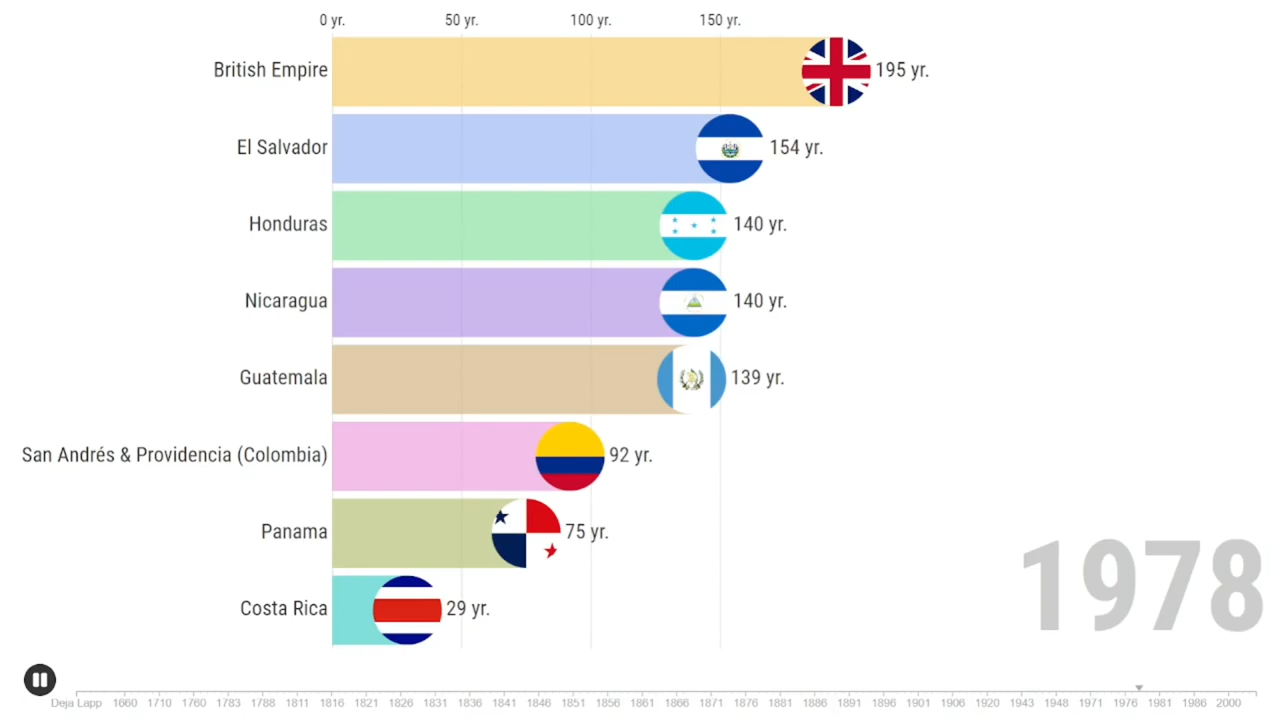 0 yr. 50 yr. 100 yr. 150 yr.
British Empire 195 yr.
El Salvador 154 yr.
Honduras 140 yr.
Nicaragua 140 yr.
Guatemala 139 yr.
San Andrés & Providencia (Colombia) 92 yr.
Panama 75 yr.
Costa Rica 29 yr.
1978
Deja Lapp 1660 1710 1760 1783 1788 1811 1816 1821 1826 1831 1836 1841 1846 1851 1856 1861 1866 1871 1876 1881 1886 1891 1896 1901 1906 1920 1943 1948 1971 1976 1981 1986 2000